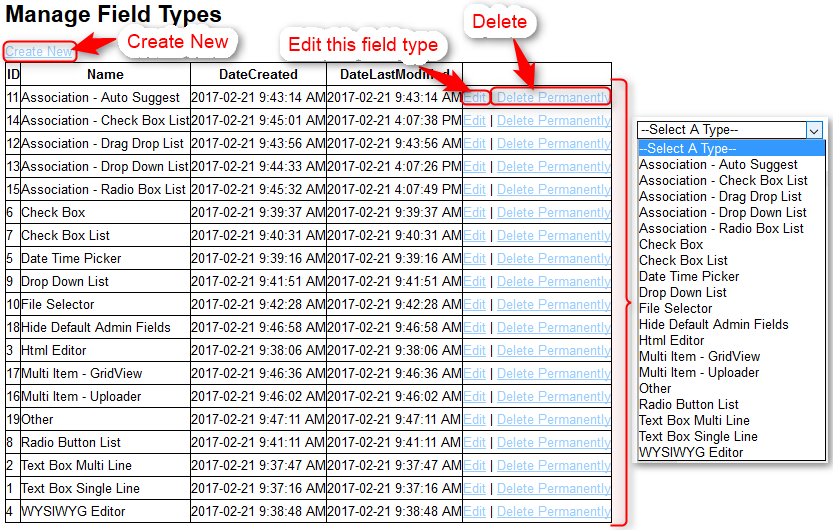 Manage Field Types
Delete
Create New
Create New
Edit this field type
ID Name DateCreated DateLastModified
11 Association - Auto Suggest 2017-02-21 9:43:14 AM 2017-02-21 9:43:14 AM Edit | Delete Permanently
14 Association - Check Box List 2017-02-21 9:45:01 AM 2017-02-21 4:07:38 PM Edit | Delete Permanently
12 Association - Drag Drop List 2017-02-21 9:43:56 AM 2017-02-21 9:43:56 AM Edit | Delete Permanently
13 Association - Drop Down List 2017-02-21 9:44:33 AM 2017-02-21 4:07:26 PM Edit | Delete Permanently
15 Association - Radio Box List 2017-02-21 9:45:32 AM 2017-02-21 4:07:49 PM Edit | Delete Permanently
6 Check Box 2017-02-21 9:39:37 AM 2017-02-21 9:39:37 AM Edit | Delete Permanently
7 Check Box List 2017-02-21 9:40:31 AM 2017-02-21 9:40:31 AM Edit | Delete Permanently
5 Date Time Picker 2017-02-21 9:39:16 AM 2017-02-21 9:39:16 AM Edit | Delete Permanently
9 Drop Down List 2017-02-21 9:41:51 AM 2017-02-21 9:41:51 AM Edit | Delete Permanently
10 File Selector 2017-02-21 9:42:28 AM 2017-02-21 9:42:28 AM Edit | Delete Permanently
18 Hide Default Admin Fields 2017-02-21 9:46:58 AM 2017-02-21 9:46:58 AM Edit | Delete Permanently
3 Html Editor 2017-02-21 9:38:06 AM 2017-02-21 9:38:06 AM Edit | Delete Permanently
17 Multi Item - GridView 2017-02-21 9:46:36 AM 2017-02-21 9:46:36 AM Edit | Delete Permanently
16 Multi Item - Uploader 2017-02-21 9:46:02 AM 2017-02-21 9:46:02 AM Edit | Delete Permanently
19 Other 2017-02-21 9:47:11 AM 2017-02-21 9:47:11 AM Edit | Delete Permanently
8 Radio Button List 2017-02-21 9:41:11 AM 2017-02-21 9:41:11 AM Edit | Delete Permanently
2 Text Box Multi Line 2017-02-21 9:37:47 AM 2017-02-21 9:37:47 AM Edit | Delete Permanently
1 Text Box Single Line 2017-02-21 9:37:16 AM 2017-02-21 9:37:16 AM Edit | Delete Permanently
4 WYSIWYG Editor 2017-02-21 9:38:48 AM 2017-02-21 9:38:48 AM Edit | Delete Permanently
--Select A Type--
--Select A Type--
Association - Auto Suggest
Association - Check Box List
Association - Drag Drop List
Association - Drop Down List
Association - Radio Box List
Check Box
Check Box List
Date Time Picker
Drop Down List
File Selector
Hide Default Admin Fields
Html Editor
Multi Item - GridView
Multi Item - Uploader
Other
Radio Button List
Text Box Multi Line
Text Box Single Line
WYSIWYG Editor